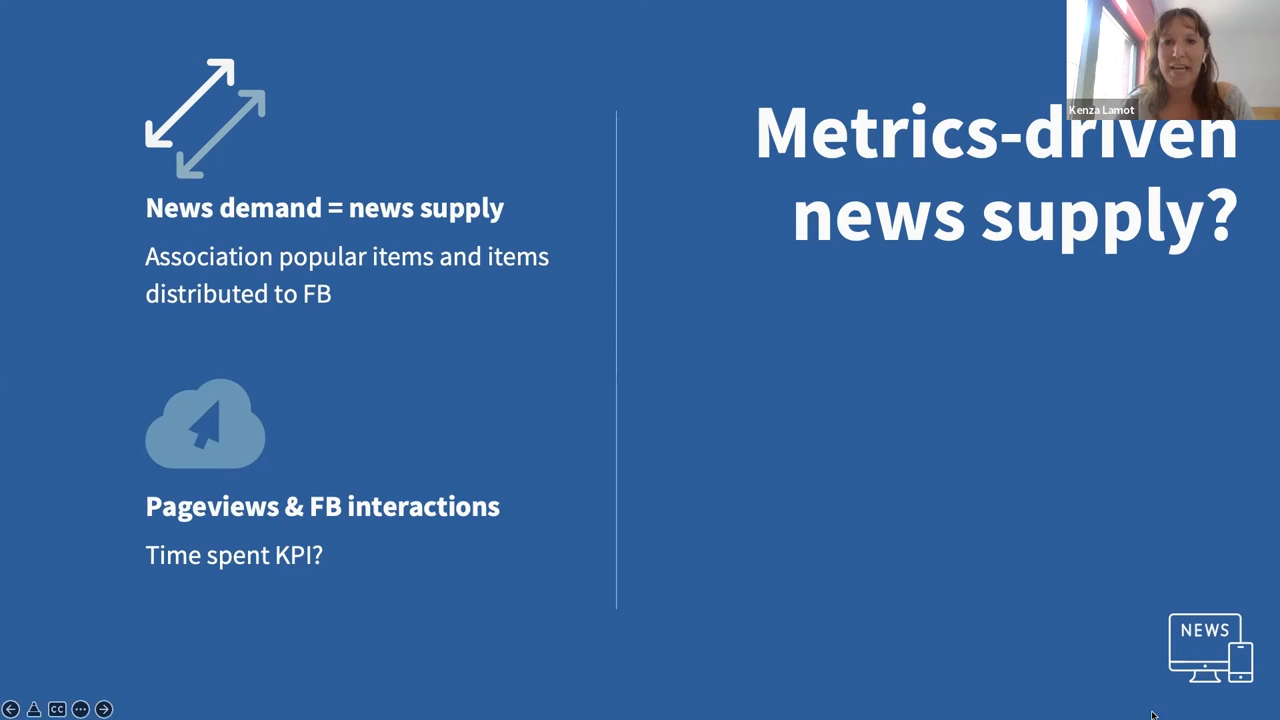 Kenza Lamot
Metrics-driven
news supply?
News demand = news supply
Association popular items and items
distributed to FB
Pageviews & FB interactions
Time spent KPI?
NEWS
CC